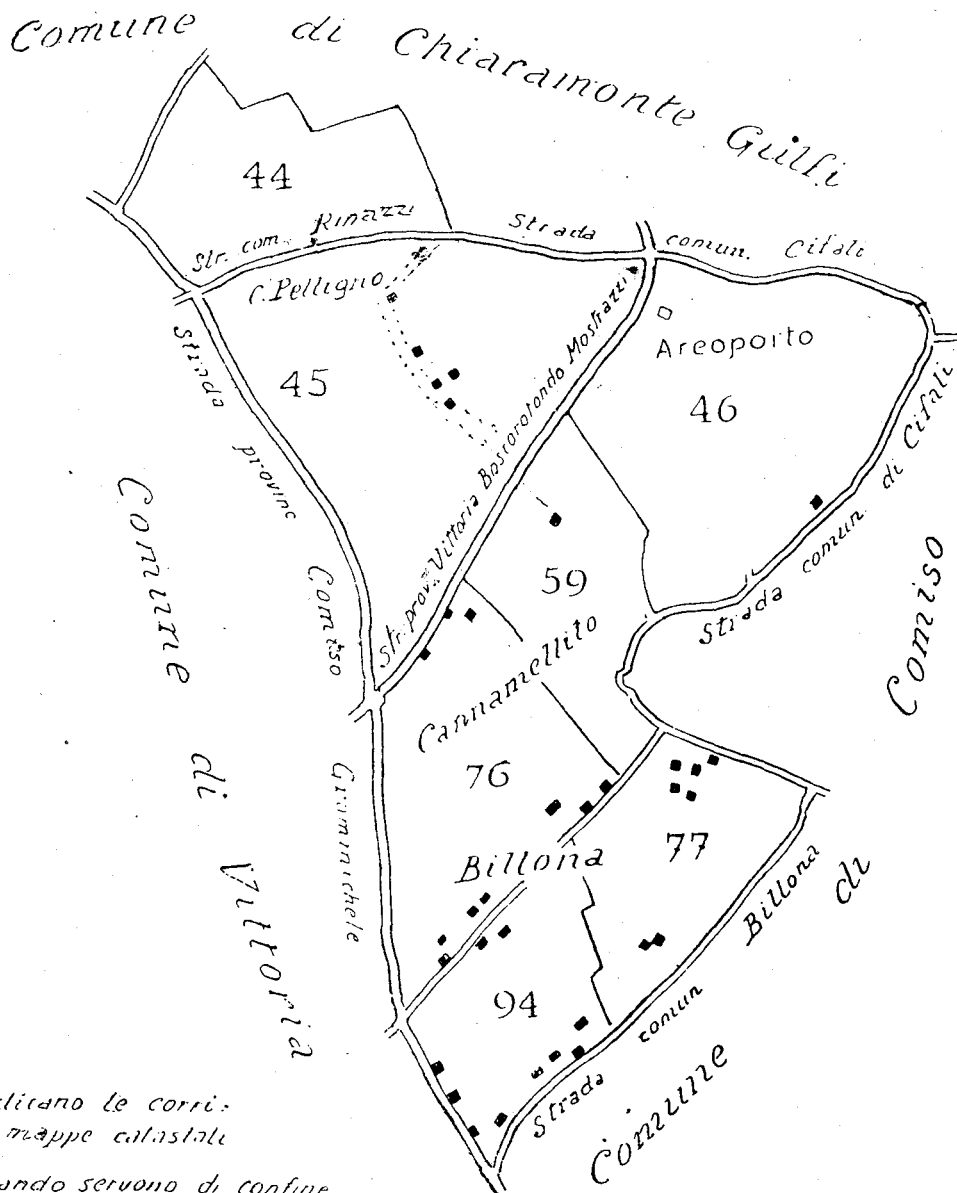 Comune di Chiaramonte Gulfi
44
Str. com. Rinazzi
Strada comun. Cifali
C. Pelligno
Areoporto
45
46
Strada provinc Comiso Grammichele
Str. prov. Vittoria Boscorotondo Mostrazzi
Strada comun. di Cifali
59
Cannamellito
76
Billona
77
94
Strada comun Billona
Comune di Vittoria
Comune di Comiso
le corri:
mappe catastali
servono di confine